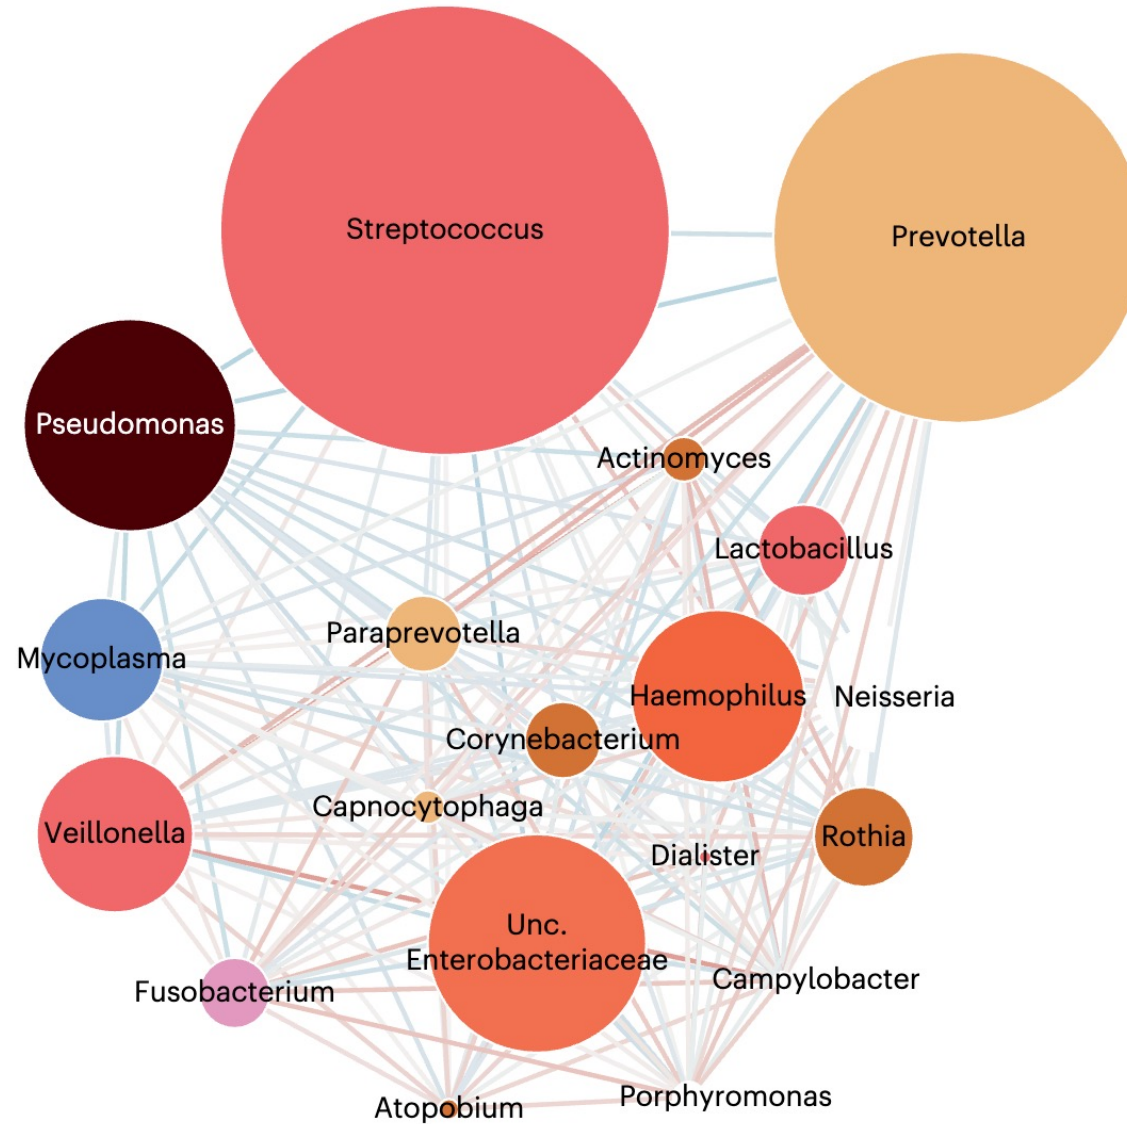 Streptococcus
Prevotella
Pseudomonas
Actinomyces
Lactobacillus
Paraprevotella
Mycoplasma
Haemophilus
Neisseria
Corynebacterium
Capnocytophaga
Veillonella
Rothia
Dialister
Unc.
Enterobacteriaceae
Campylobacter
Fusobacterium
Porphyromonas
Atopobium